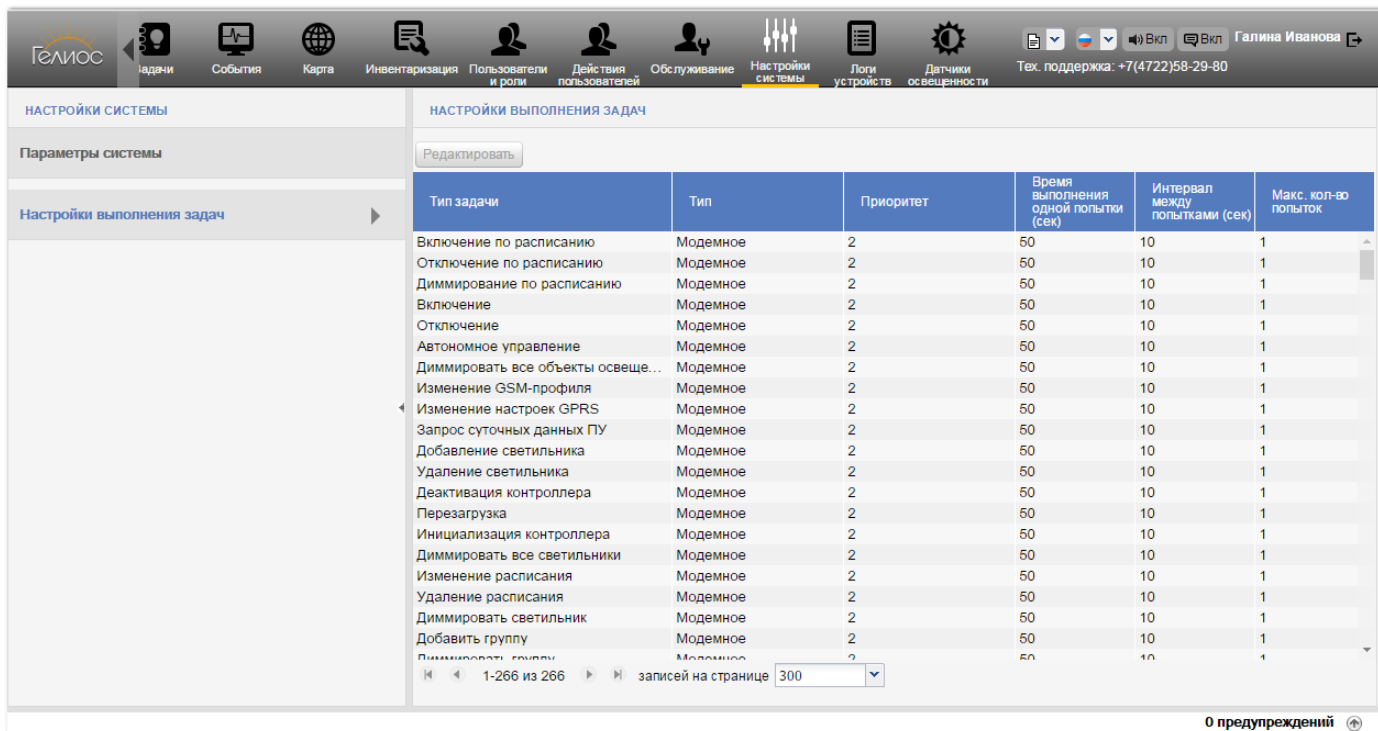 Гелиос
Задачи
События
Карта
Инвентаризация
Пользователи и роли
Действия пользователей
Обслуживание
Настройки системы
Логи устройств
Датчики освещенности
Вкл
Вкл
Галина Иванова
Тех. поддержка: +7(4722)58-29-80
НАСТРОЙКИ СИСТЕМЫ
Параметры системы
Настройки выполнения задач
НАСТРОЙКИ ВЫПОЛНЕНИЯ ЗАДАЧ
Редактировать
Тип задачи Тип Приоритет Время выполнения одной попытки (сек) Интервал между попытками (сек) Макс. кол-во попыток
Включение по расписанию Модемное 2 50 10 1
Отключение по расписанию Модемное 2 50 10 1
Диммирование по расписанию Модемное 2 50 10 1
Включение Модемное 2 50 10 1
Отключение Модемное 2 50 10 1
Автономное управление Модемное 2 50 10 1
Диммировать все объекты освеще... Модемное 2 50 10 1
Изменение GSM-профиля Модемное 2 50 10 1
Изменение настроек GPRS Модемное 2 50 10 1
Запрос суточных данных ПУ Модемное 2 50 10 1
Добавление светильника Модемное 2 50 10 1
Удаление светильника Модемное 2 50 10 1
Деактивация контроллера Модемное 2 50 10 1
Перезагрузка Модемное 2 50 10 1
Инициализация контроллера Модемное 2 50 10 1
Диммировать все светильники Модемное 2 50 10 1
Изменение расписания Модемное 2 50 10 1
Удаление расписания Модемное 2 50 10 1
Диммировать светильник Модемное 2 50 10 1
Добавить группу Модемное 2 50 10 1
Диммировать группу Модемное 2 50 10 1
1-266 из 266 записей на странице 300
0 предупреждений